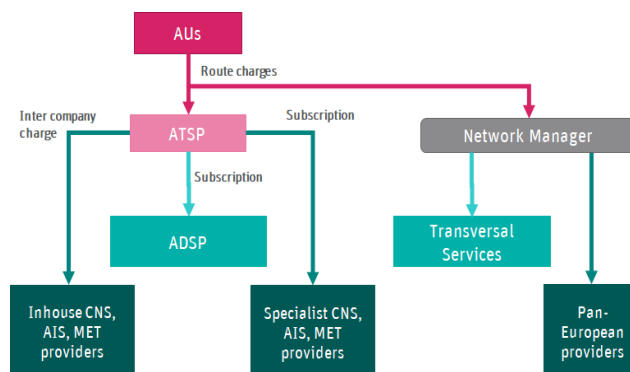 AUs
Route charges
Inter company
charge
Subscription
ATSP
Network Manager
Subscription
ADSP
Transversal
Services
Inhouse CNS,
AIS, MET
providers
Specialist CNS,
AIS, MET
providers
Pan-
European
providers